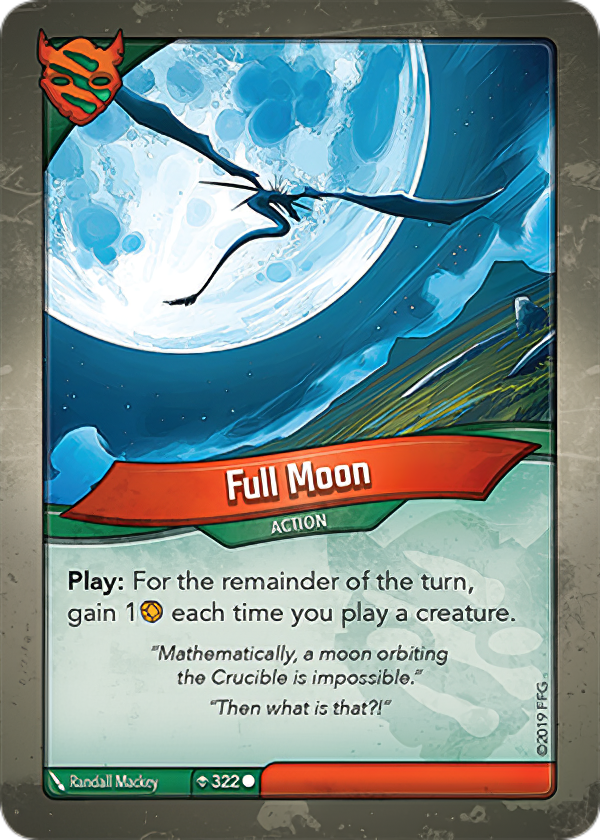 Full Moon
ACTION
Play: For the remainder of the turn,
gain 1 each time you play a creature.
"Mathematically, a moon orbiting
the Crucible is impossible."
"Then what is that?!"
©2019 FFG
Randall Mackey
322